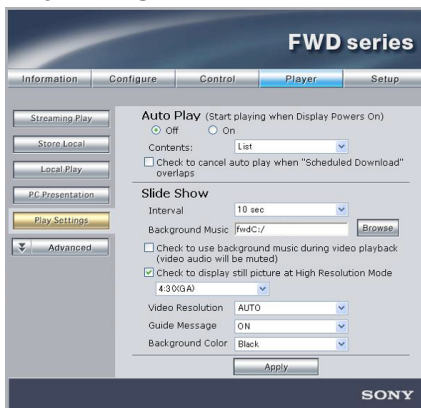 FWD series
Information Configure Control Player Setup
Streaming Play
Store Local
Local Play
PC Presentation
Play Settings
Advanced
Auto Play (Start playing when Display Powers On)
Off On
Contents: List
Check to cancel auto play when "Scheduled Download"
overlaps
Slide Show
Interval 10 sec
Background Music fwdC:/ Browse
Check to use background music during video playback
(video audio will be muted)
Check to display still picture at High Resolution Mode
4:3(XGA)
Video Resolution AUTO
Guide Message ON
Background Color Black
Apply
SONY